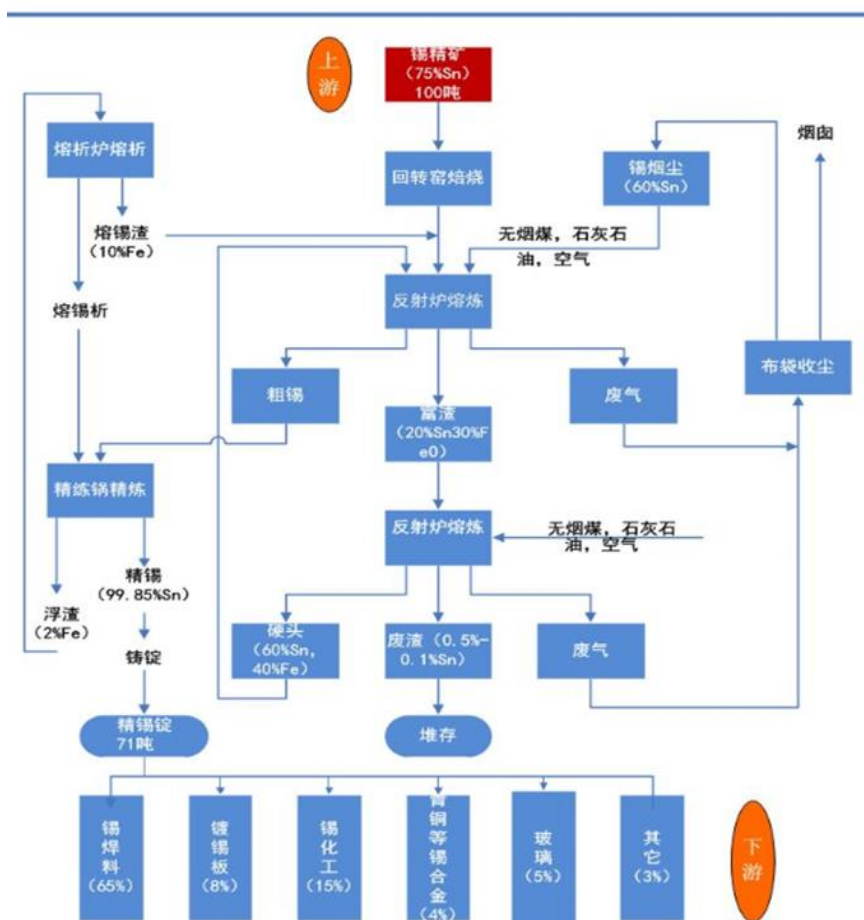 上
游
锡精矿
（75%Sn）
100吨
烟囱
熔析炉熔析
回转窑焙烧
锡烟尘
（60%Sn）
熔锡渣
（10%Fe）
无烟煤，石灰石
油，空气
熔锡析
反射炉熔炼
布袋收尘
粗锡
富渣
（20%Sn30%F
e0）
废气
精练锅精炼
反射炉熔炼
无烟煤，石灰石
油，空气
精锡
（99.85%Sn）
浮渣
（2%Fe）
铸锭
硬头
（60%Sn，
40%Fe）
废渣（0.5%-
0.1%Sn）
废气
精锡锭
71吨
堆存
锡
焊
料
（65%）
镀
锡
板
（8%）
锡
化
工
（15%）
青
铜
等
锡
合
金
（4%）
玻
璃
（5%）
其
它
（3%）
下
游